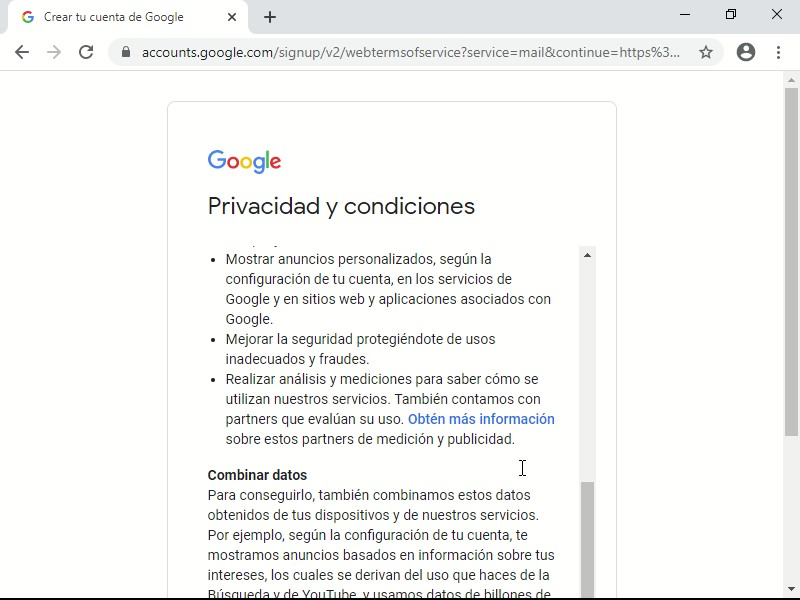 Crear tu cuenta de Google
accounts.google.com/signup/v2/webtermsofservice?service=mail&continue=https%3...
Google
Privacidad y condiciones
Mostrar anuncios personalizados, según la
configuración de tu cuenta, en los servicios de
Google y en sitios web y aplicaciones asociados con
Google.
Mejorar la seguridad protegiéndote de usos
inadecuados y fraudes.
Realizar análisis y mediciones para saber cómo se
utilizan nuestros servicios. También contamos con
partners que evalúan su uso. Obtén más información
sobre estos partners de medición y publicidad.
Combinar datos
Para conseguirlo, también combinamos estos datos
obtenidos de tus dispositivos y de nuestros servicios.
Por ejemplo, según la configuración de tu cuenta, te
mostramos anuncios basados en información sobre tus
intereses, los cuales se derivan del uso que haces de la
Búsqueda y de YouTube, y usamos datos de billones de